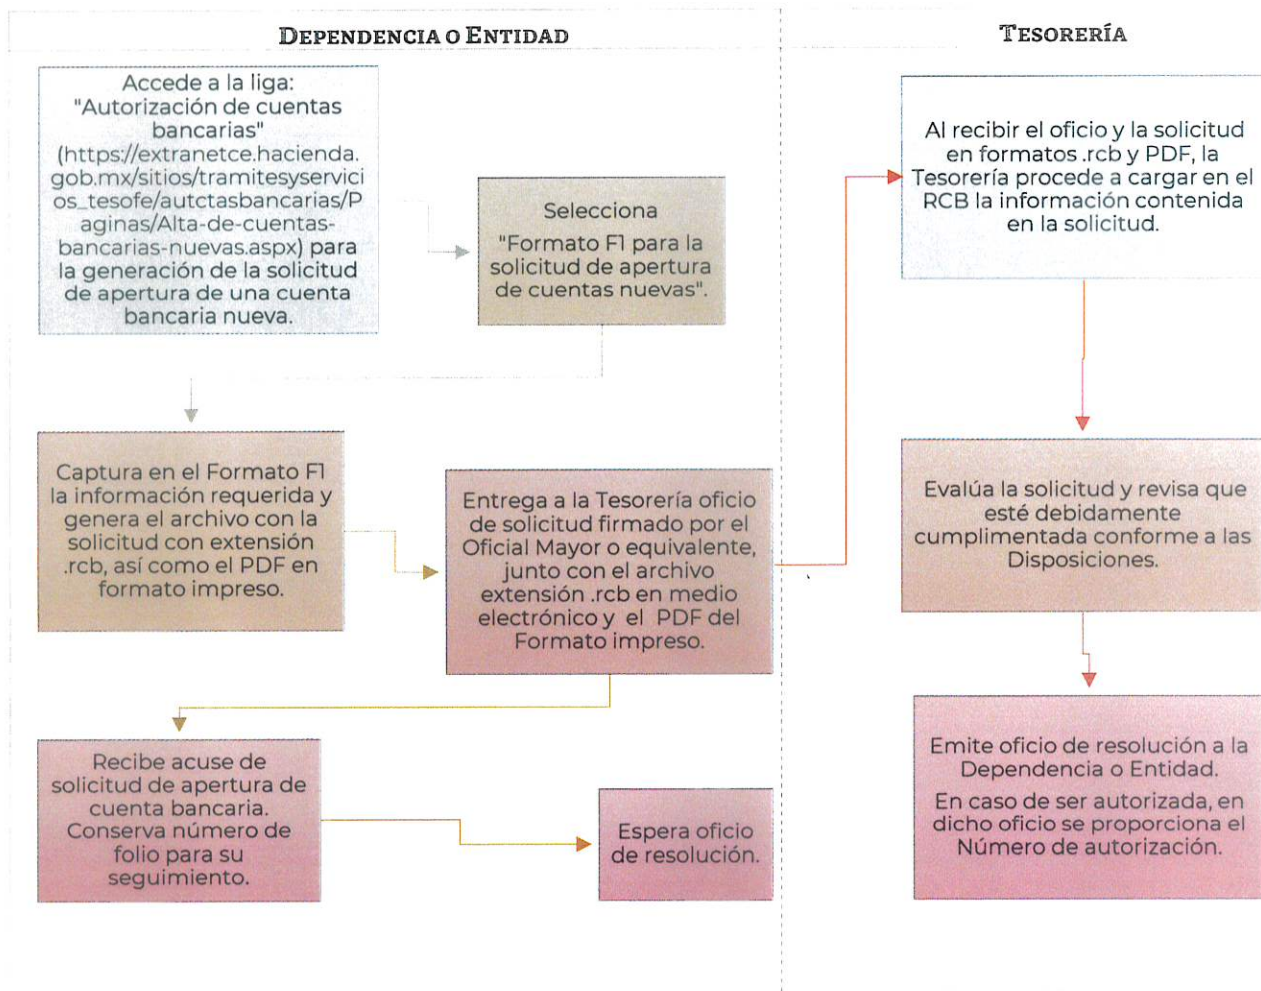 DEPENDENCIA O ENTIDAD
Accede a la liga:
"Autorización de cuentas
bancarias"
(https://extranetce.hacienda.
gob.mx/sitios/tramitesyservici
os_tesofe/autctasbancarias/P
aginas/Alta-de-cuentas-
bancarias-nuevas.aspx) para
la generación de la solicitud
de apertura de una cuenta
bancaria nueva.
Selecciona
"Formato F1 para la
solicitud de apertura
de cuentas nuevas".
Captura en el Formato F1
la información requerida y
genera el archivo con la
solicitud con extensión
.rcb, así como el PDF en
formato impreso.
Entrega a la Tesorería oficio
de solicitud firmado por el
Oficial Mayor o equivalente,
junto con el archivo
extensión .rcb en medio
electrónico y el PDF del
Formato impreso.
Recibe acuse de
solicitud de apertura de
cuenta bancaria.
Conserva número de
folio para su
seguimiento.
Espera oficio
de resolución.
TESORERÍA
Al recibir el oficio y la solicitud
en formatos .rcb y PDF, la
Tesorería procede a cargar en el
RCB la información contenida
en la solicitud.
Evalúa la solicitud y revisa que
esté debidamente
cumplimentada conforme a las
Disposiciones.
Emite oficio de resolución a la
Dependencia o Entidad.
En caso de ser autorizada, en
dicho oficio se proporciona el
Número de autorización.